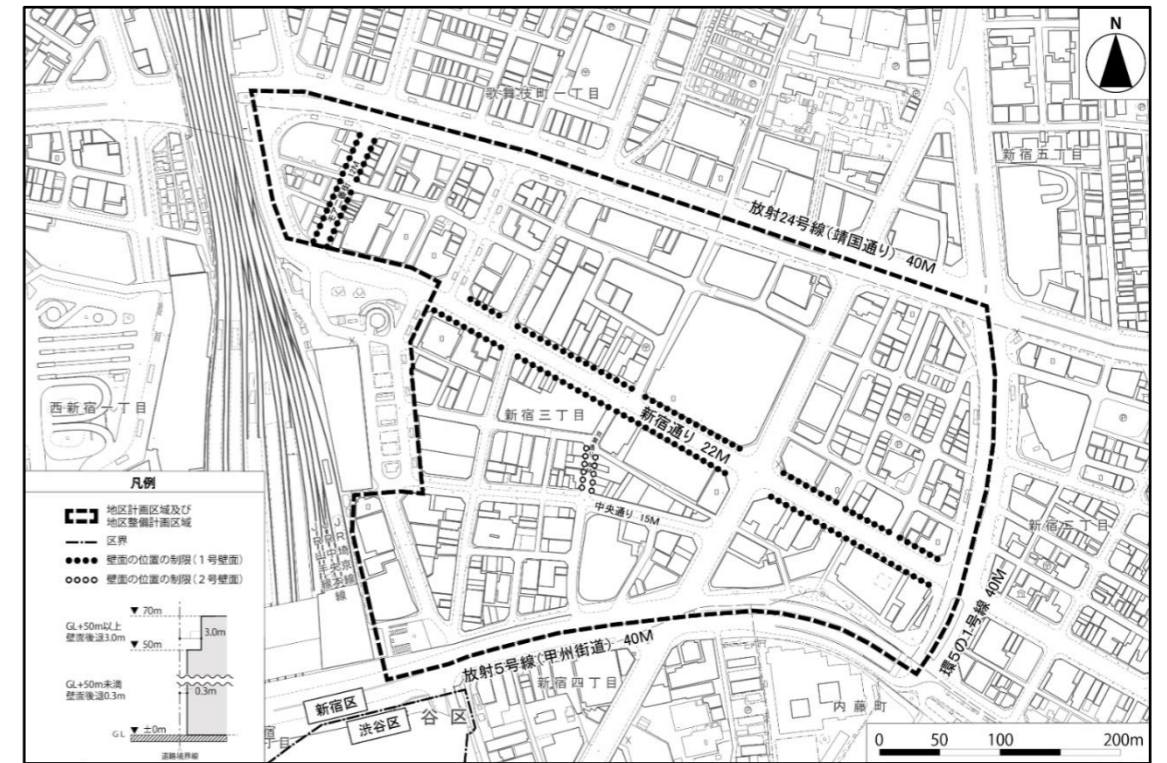 N
歌舞伎町一丁目
新宿五丁目
放射24号線(靖国通り) 40M
西新宿一丁目
新宿三丁目
新宿通り 22M
中央通り 15M
新宿三丁目
環5の1号線 40M
放射5号線(甲州街道) 40M
新宿四丁目
内藤町
新宿区
渋谷区
谷区
凡例
地区計画区域及び
地区整備計画区域
区界
壁面の位置の制限(1号壁面)
壁面の位置の制限(2号壁面)
▼ 70m
GL+50m以上
壁面後退3.0m
3.0m
▼ 50m
GL+50m未満
壁面後退0.3m
0.3m
GL ▼ ±0m
道路境界線
0 50 100 200m